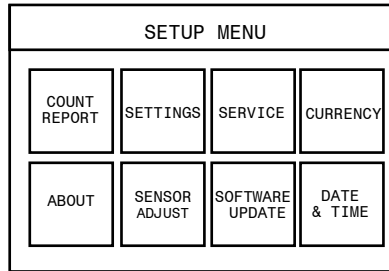 SETUP MENU
COUNT
REPORT
SETTINGS
SERVICE
CURRENCY
ABOUT
SENSOR
ADJUST
SOFTWARE
UPDATE
DATE
& TIME